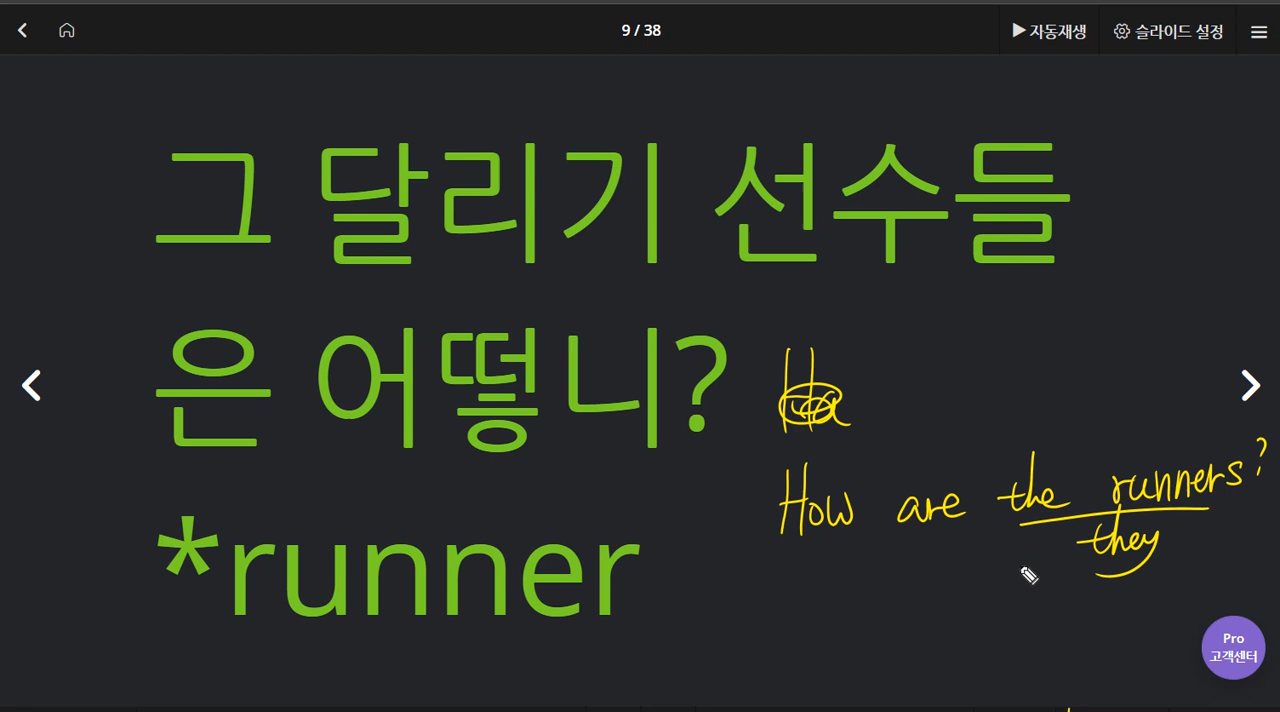 9 / 38
▶ 자동재생
슬라이드 설정
그 달리기 선수들
은 어떻니?
*runner
How are the runners?
they
Pro
고객센터